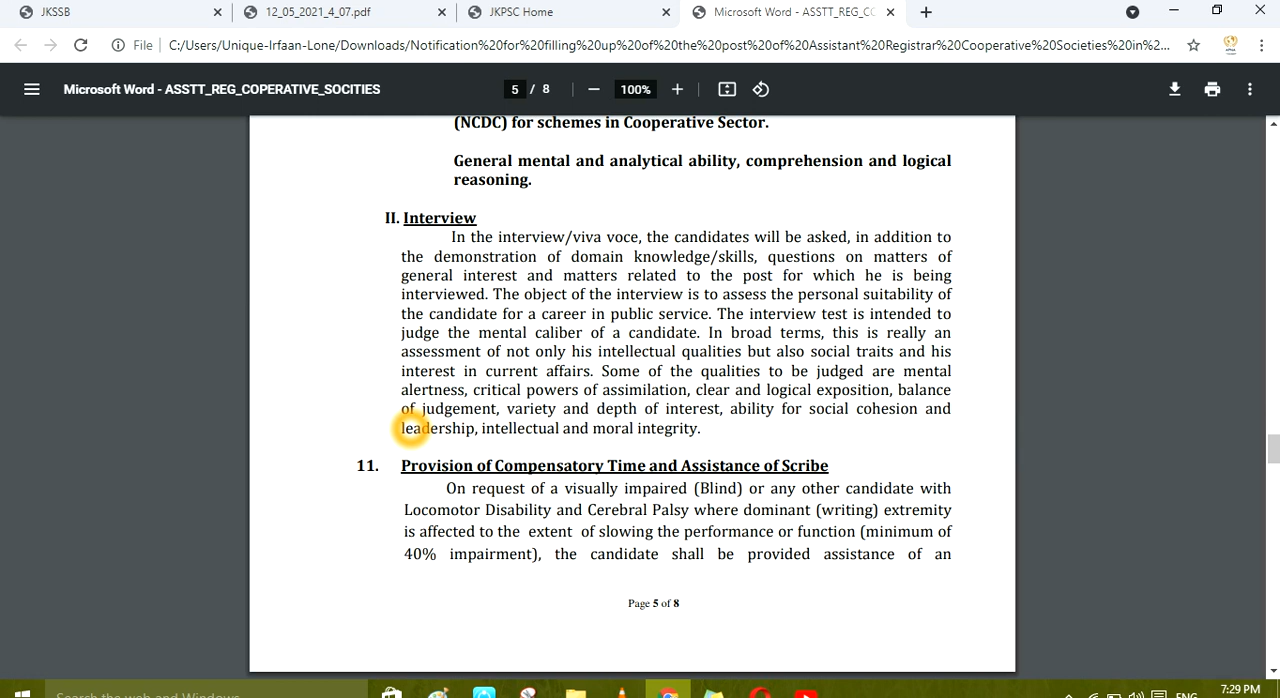 JKSSB
12_05_2021_4_07.pdf
JKPSC Home
Microsoft Word - ASSTT_REG_CO
File
C:/Users/Unique-Irfaan-Lone/Downloads/Notification%20for%20filling%20up%20of%20the%20post%20of%20Assistant%20Registrar%20Cooperative%20Societies%20in%2...
Microsoft Word - ASSTT_REG_COPERATIVE_SOCITIES
5 / 8
100%
(NCDC) for schemes in Cooperative Sector.
General mental and analytical ability, comprehension and logical
reasoning.
II. Interview
In the interview/viva voce, the candidates will be asked, in addition to
the demonstration of domain knowledge/skills, questions on matters of
general interest and matters related to the post for which he is being
interviewed. The object of the interview is to assess the personal suitability of
the candidate for a career in public service. The interview test is intended to
judge the mental caliber of a candidate. In broad terms, this is really an
assessment of not only his intellectual qualities but also social traits and his
interest in current affairs. Some of the qualities to be judged are mental
alertness, critical powers of assimilation, clear and logical exposition, balance
of judgement, variety and depth of interest, ability for social cohesion and
leadership, intellectual and moral integrity.
11. Provision of Compensatory Time and Assistance of Scribe
On request of a visually impaired (Blind) or any other candidate with
Locomotor Disability and Cerebral Palsy where dominant (writing) extremity
is affected to the extent of slowing the performance or function (minimum of
40% impairment), the candidate shall be provided assistance of an
Page 5 of 8
Search the web and Windows
ENG
7:29 PM